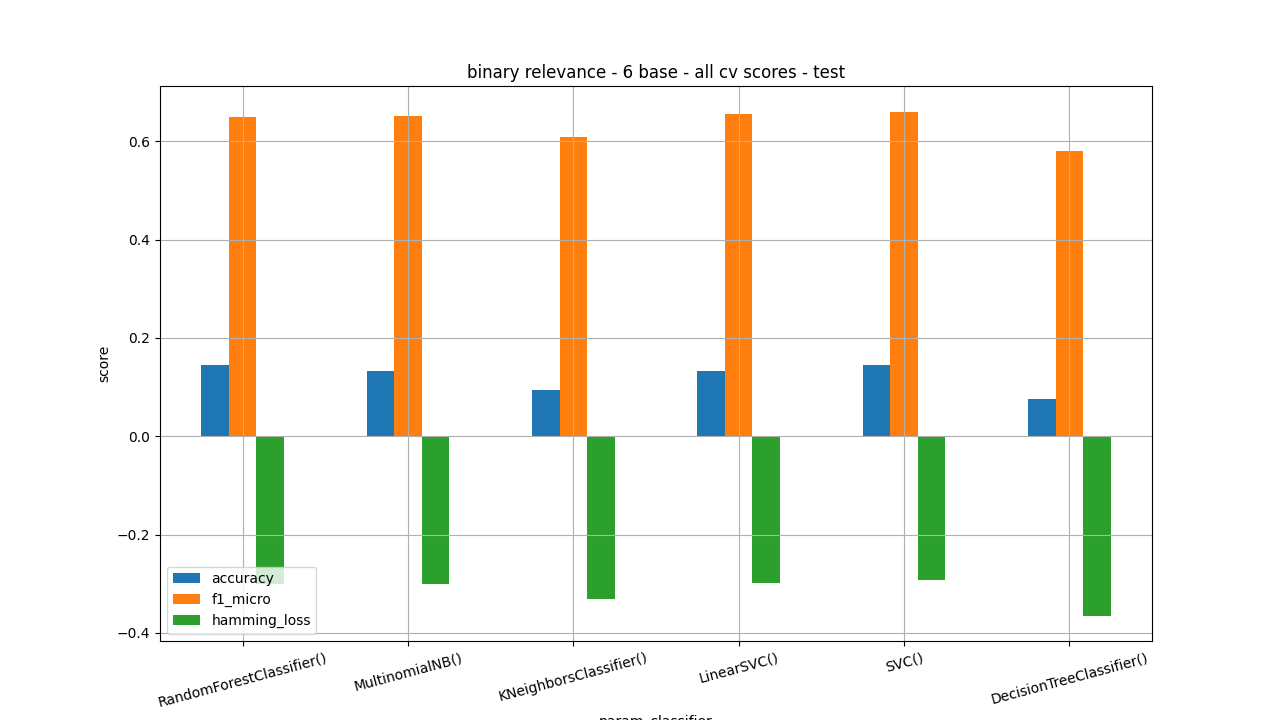 binary relevance - 6 base - all cv scores - test
score
0.6
0.4
0.2
0.0
−0.2
−0.4
accuracy
f1_micro
hamming_loss
RandomForestClassifier()
MultinomialNB()
KNeighborsClassifier()
LinearSVC()
SVC()
DecisionTreeClassifier()
param_classifier